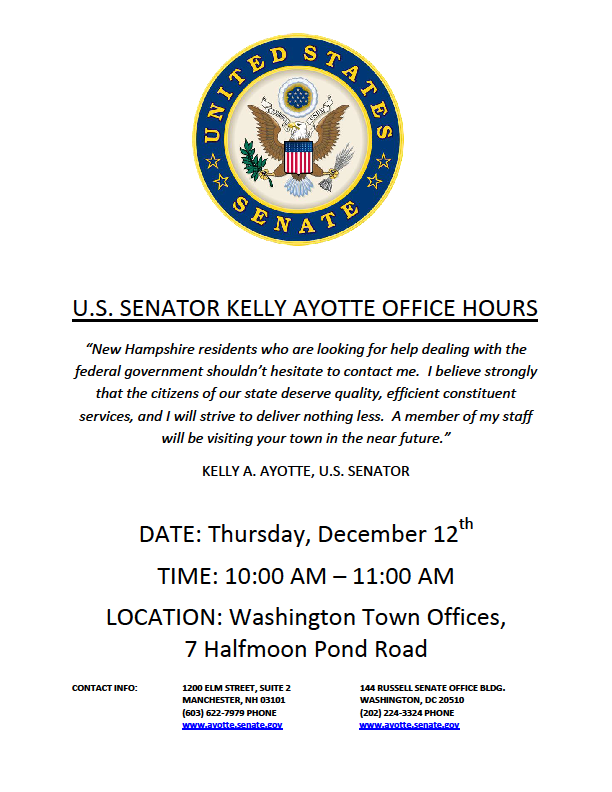 UNITED STATES
SENATE
U.S. SENATOR KELLY AYOTTE OFFICE HOURS
“New Hampshire residents who are looking for help dealing with the
federal government shouldn’t hesitate to contact me.  I believe strongly
that the citizens of our state deserve quality, efficient constituent
services, and I will strive to deliver nothing less.  A member of my staff
will be visiting your town in the near future.”
KELLY A. AYOTTE, U.S. SENATOR
DATE: Thursday, December 12th
TIME: 10:00 AM – 11:00 AM
LOCATION: Washington Town Offices,
7 Halfmoon Pond Road
CONTACT INFO: 1200 ELM STREET, SUITE 2 144 RUSSELL SENATE OFFICE BLDG.
MANCHESTER, NH 03101 WASHINGTON, DC 20510
(603) 622-7979 PHONE (202) 224-3324 PHONE
www.ayotte.senate.gov www.ayotte.senate.gov